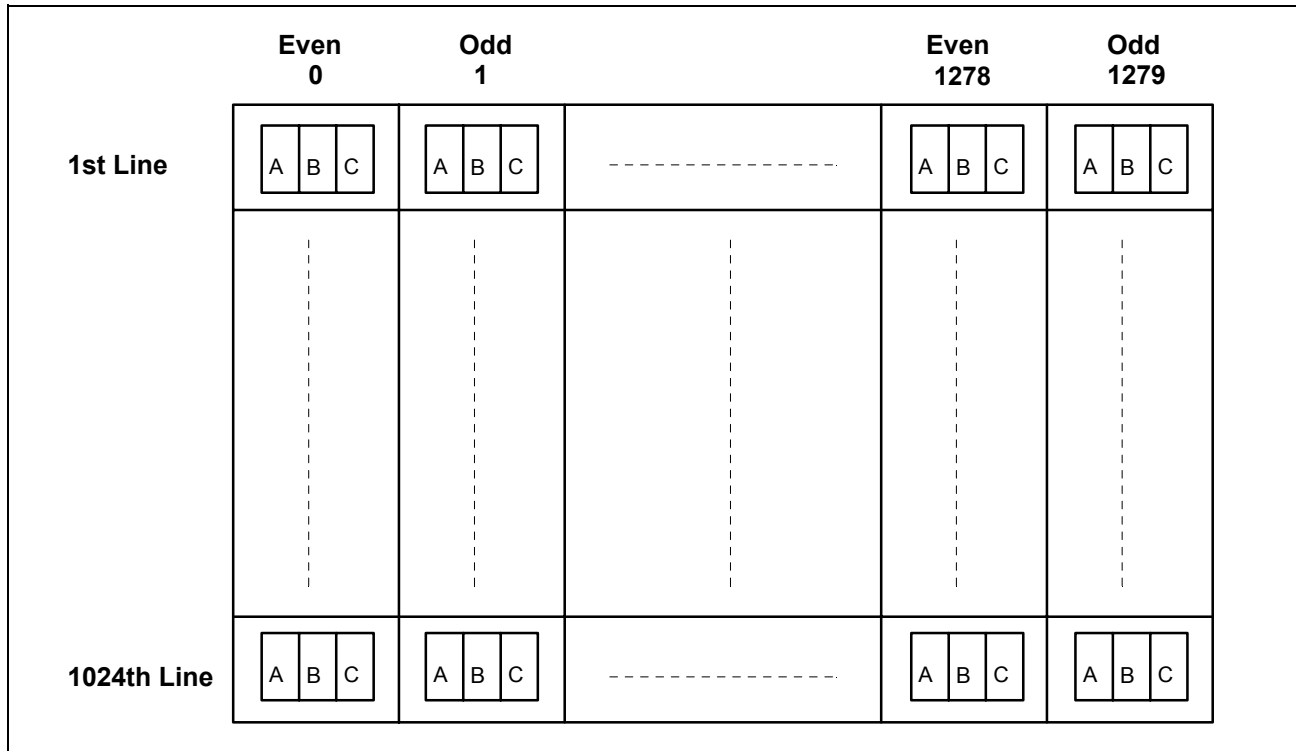 Even Odd Even Odd
0 1 1278 1279
1st Line A B C A B C A B C A B C
1024th Line A B C A B C A B C A B C